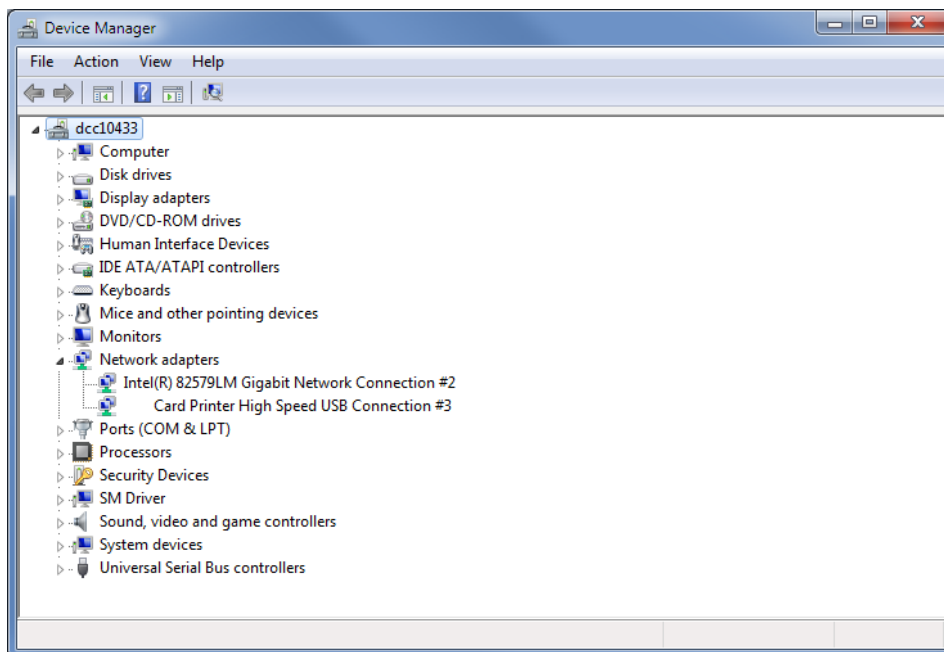 Device Manager
File Action View Help
dcc10433
Computer
Disk drives
Display adapters
DVD/CD-ROM drives
Human Interface Devices
IDE ATA/ATAPI controllers
Keyboards
Mice and other pointing devices
Monitors
Network adapters
Intel(R) 82579LM Gigabit Network Connection #2
Card Printer High Speed USB Connection #3
Ports (COM & LPT)
Processors
Security Devices
SM Driver
Sound, video and game controllers
System devices
Universal Serial Bus controllers